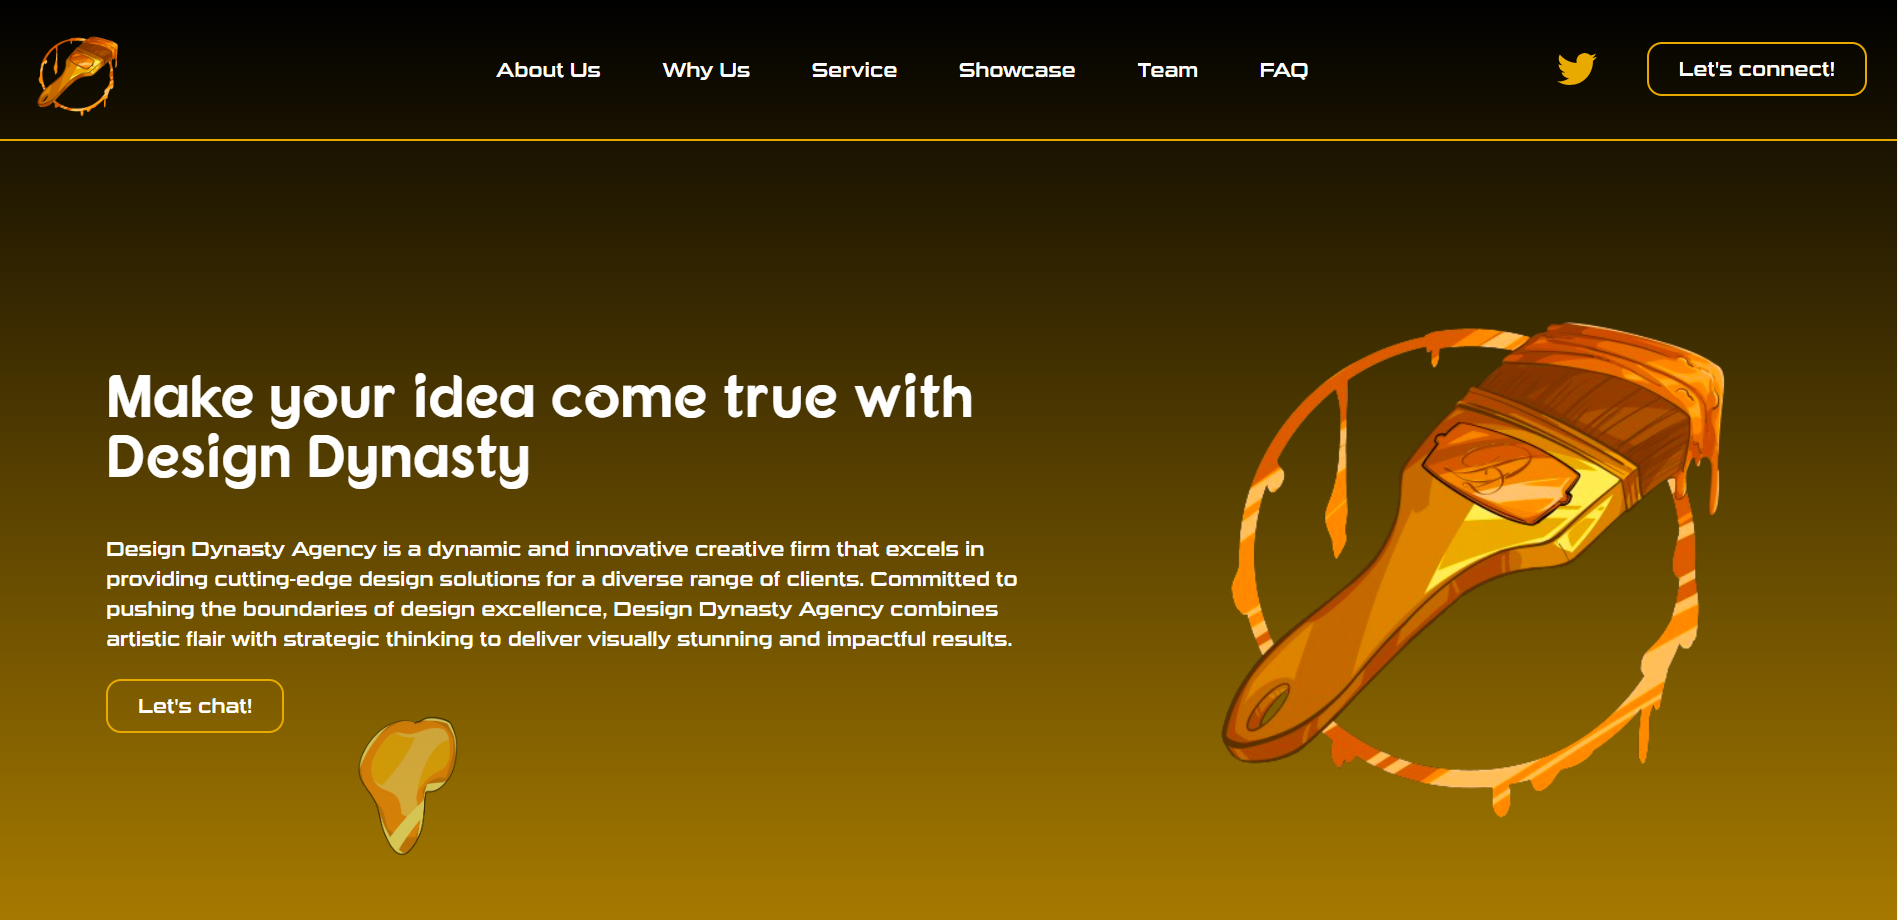 About Us
Why Us
Service
Showcase
Team
FAQ
Let's connect!
Make your idea come true with
Design Dynasty
Design Dynasty Agency is a dynamic and innovative creative firm that excels in
providing cutting-edge design solutions for a diverse range of clients. Committed to
pushing the boundaries of design excellence, Design Dynasty Agency combines
artistic flair with strategic thinking to deliver visually stunning and impactful results.
Let's chat!